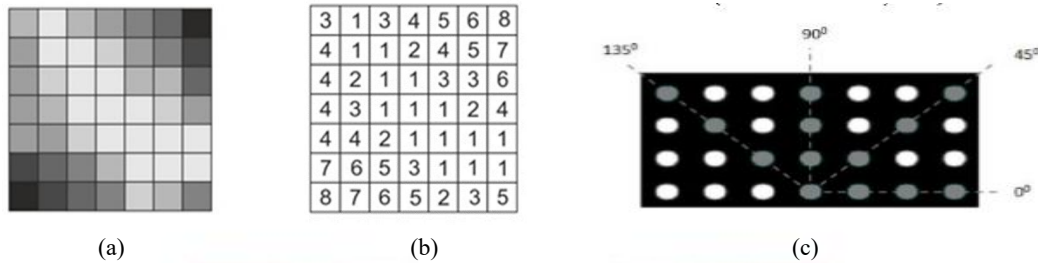 3 1 3 4 5 6 8
4 1 1 2 4 5 7
4 2 1 1 3 3 6
4 3 1 1 1 2 4
4 4 2 1 1 1 1
7 6 5 3 1 1 1
8 7 6 5 2 3 5
135⁰ 90⁰ 45⁰
0⁰
(a) (b) (c)